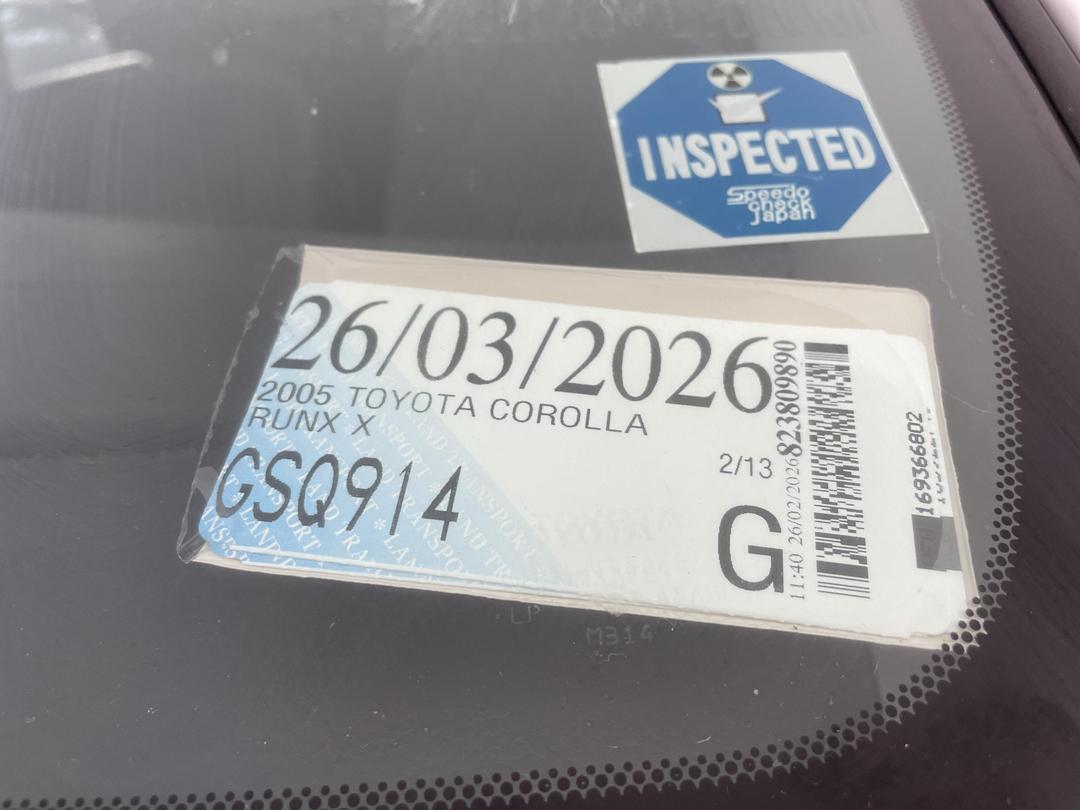 INSPECTED
Speedo
check
Japan
26/03/2026
2005 TOYOTA COROLLA
RUNX X
GSQ914
2/13
G
11:40 26/02/2026
823809890
169366802
M314